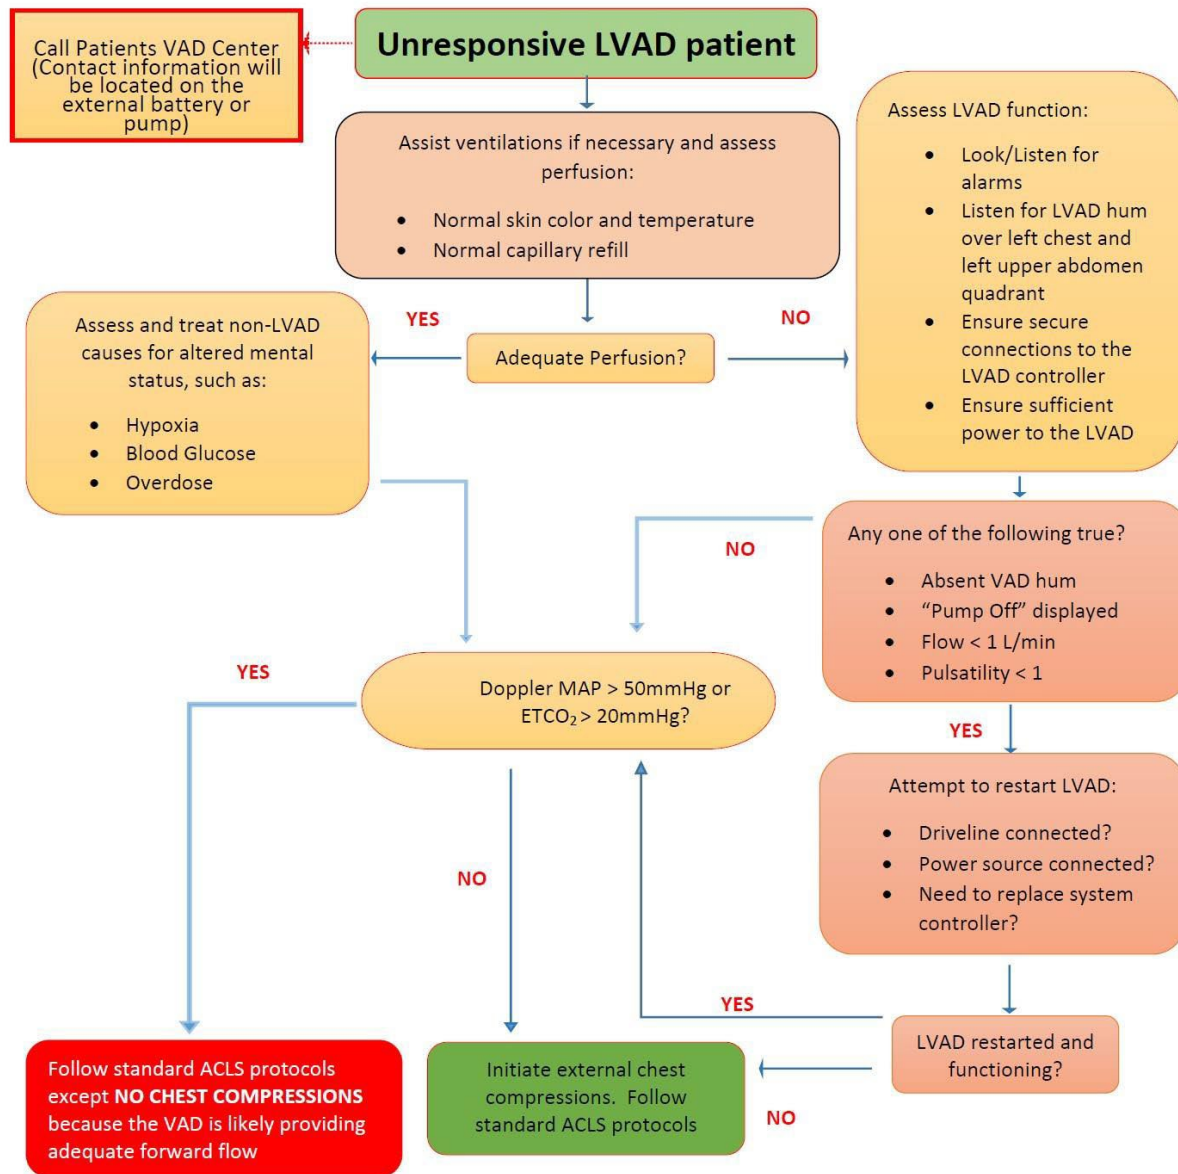 Call Patients VAD Center
(Contact information will
be located on the
external battery or
pump)
Unresponsive LVAD patient
Assist ventilations if necessary and assess
perfusion:
• Normal skin color and temperature
• Normal capillary refill
Assess LVAD function:
• Look/Listen for
alarms
• Listen for LVAD hum
over left chest and
left upper abdomen
quadrant
• Ensure secure
connections to the
LVAD controller
• Ensure sufficient
power to the LVAD
YES
NO
Adequate Perfusion?
Assess and treat non-LVAD
causes for altered mental
status, such as:
• Hypoxia
• Blood Glucose
• Overdose
NO
Any one of the following true?
• Absent VAD hum
• “Pump Off” displayed
• Flow < 1 L/min
• Pulsatility < 1
YES
Doppler MAP > 50mmHg or
ETCO₂ > 20mmHg?
YES
Attempt to restart LVAD:
• Driveline connected?
• Power source connected?
• Need to replace system
controller?
NO
YES
LVAD restarted and
functioning?
NO
Follow standard ACLS protocols
except NO CHEST COMPRESSIONS
because the VAD is likely providing
adequate forward flow
Initiate external chest
compressions. Follow
standard ACLS protocols